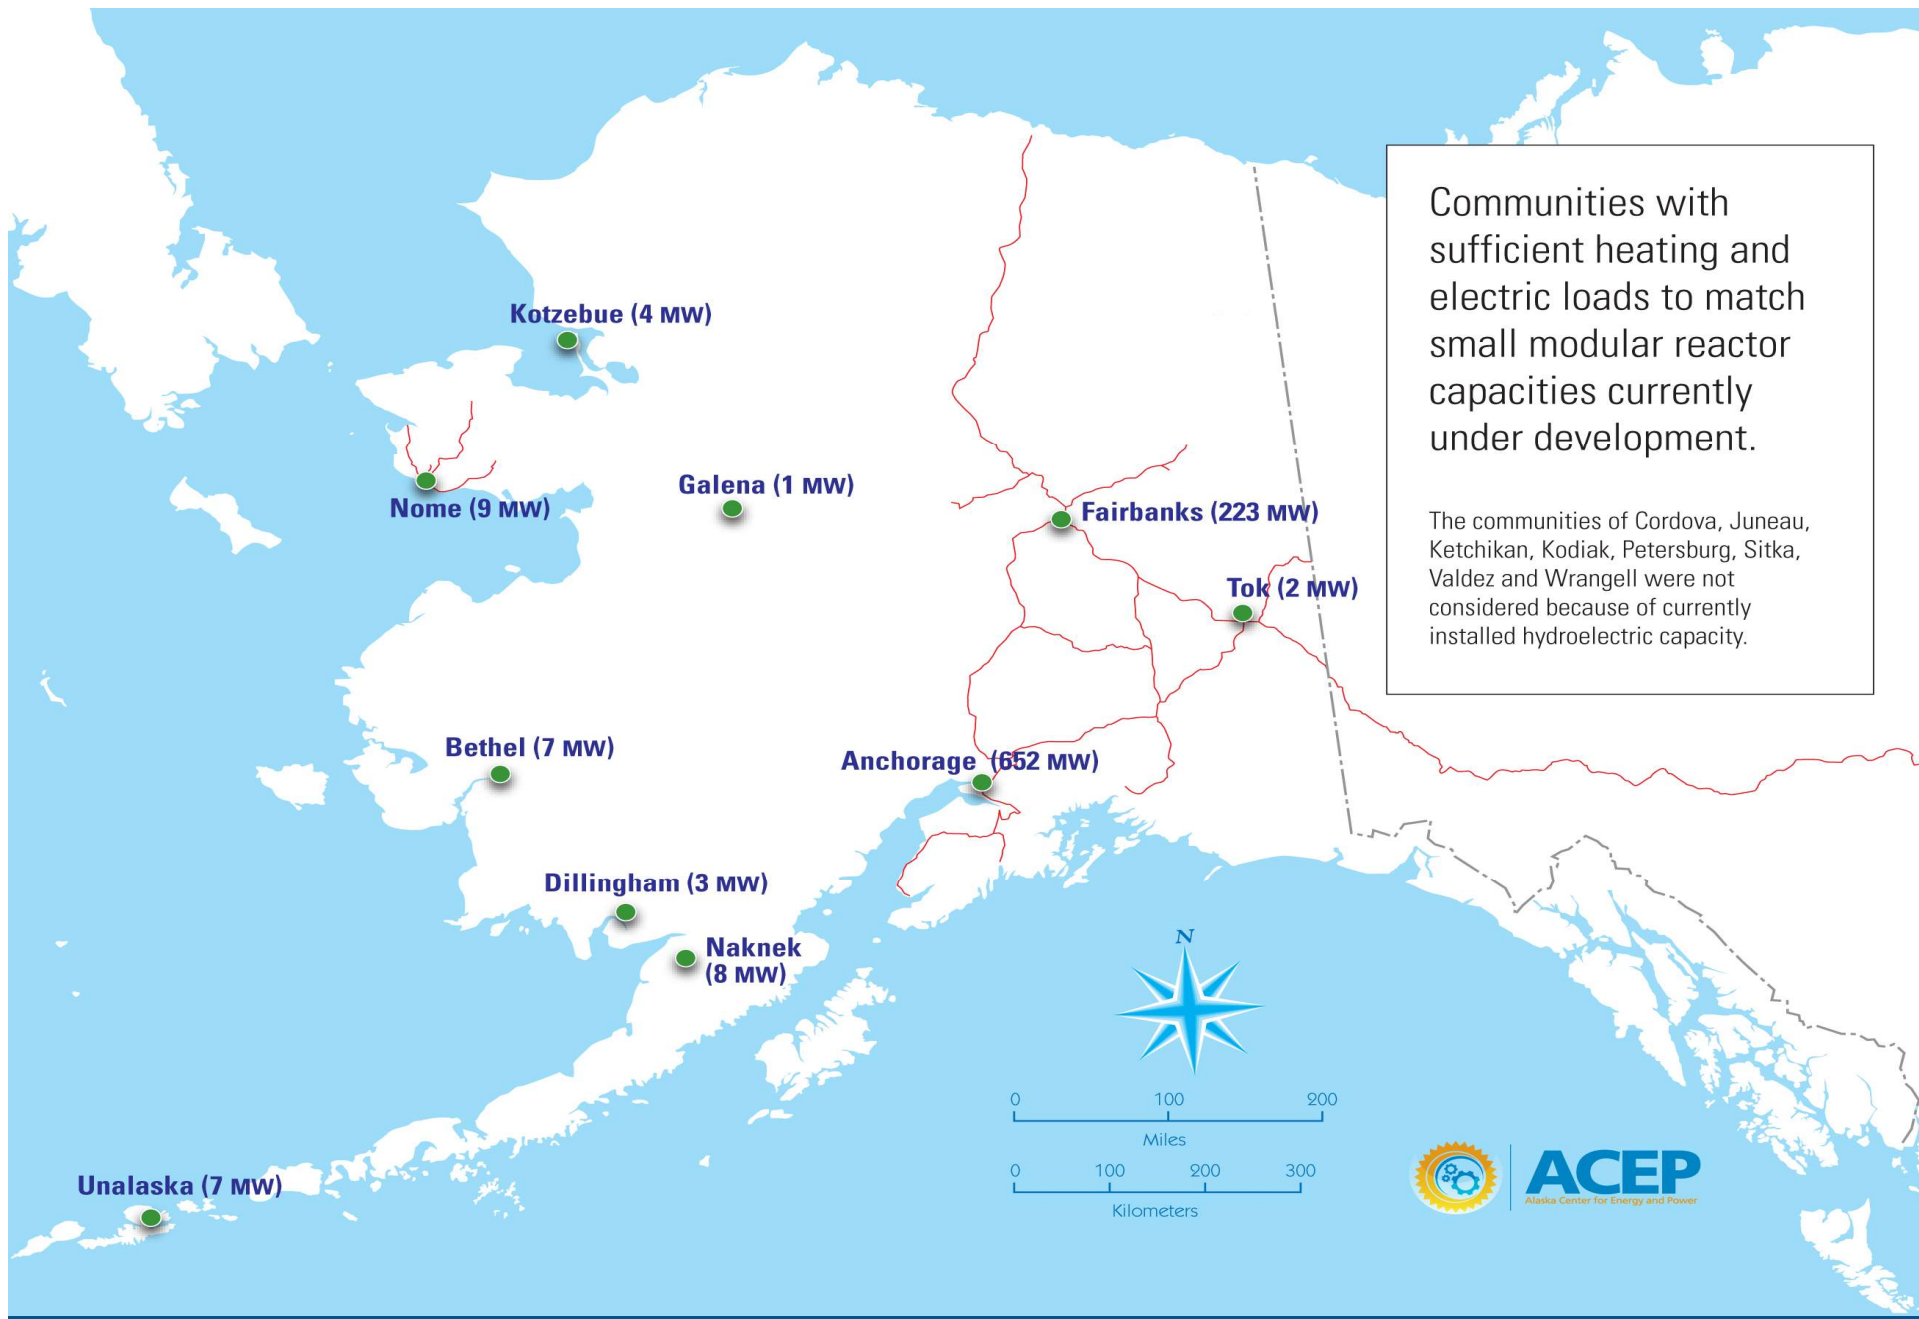 Communities with
sufficient heating and
electric loads to match
small modular reactor
capacities currently
under development.
The communities of Cordova, Juneau,
Ketchikan, Kodiak, Petersburg, Sitka,
Valdez and Wrangell were not
considered because of currently
installed hydroelectric capacity.
Kotzebue (4 MW)
Galena (1 MW)
Nome (9 MW)
Fairbanks (223 MW)
Tok (2 MW)
Bethel (7 MW)
Anchorage (652 MW)
Dillingham (3 MW)
Naknek
(8 MW)
N
0 100 200
Miles
0 100 200 300
Kilometers
Unalaska (7 MW)
ACEP
Alaska Center for Energy and Power